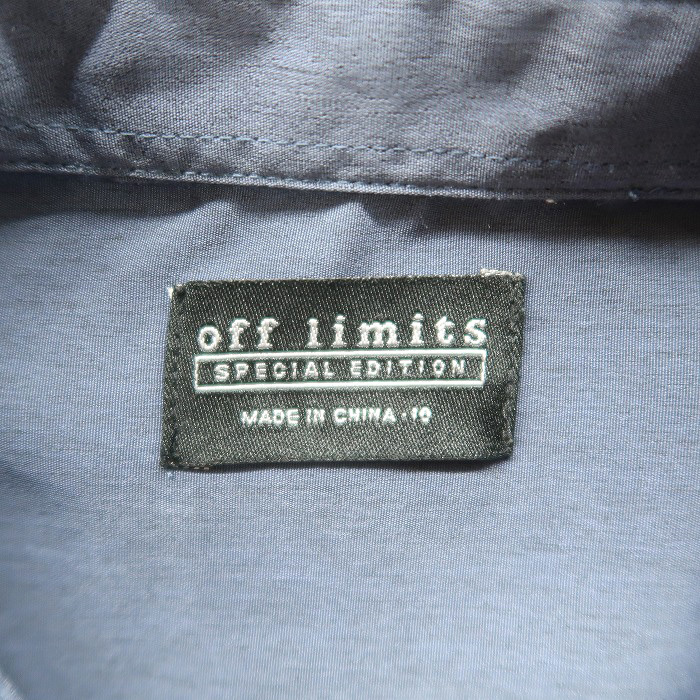 off limits
SPECIAL EDITION
MADE IN CHINA · 10